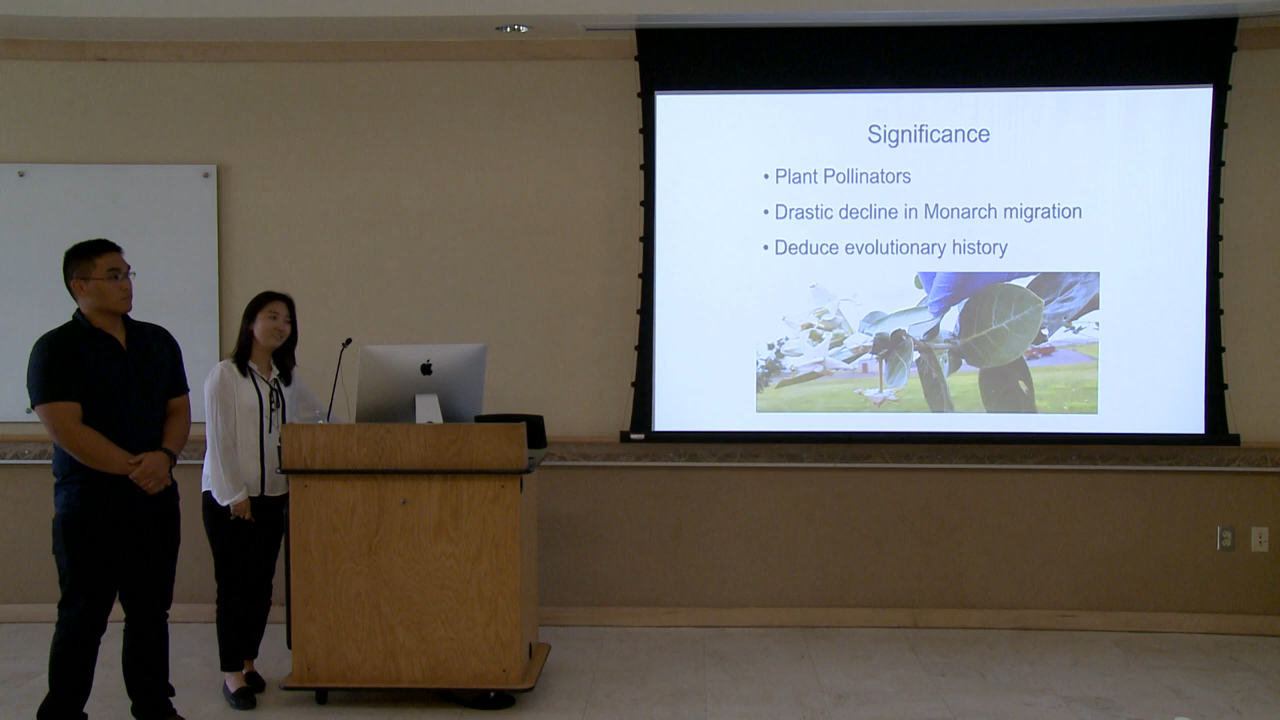 Significance
• Plant Pollinators
• Drastic decline in Monarch migration
• Deduce evolutionary history